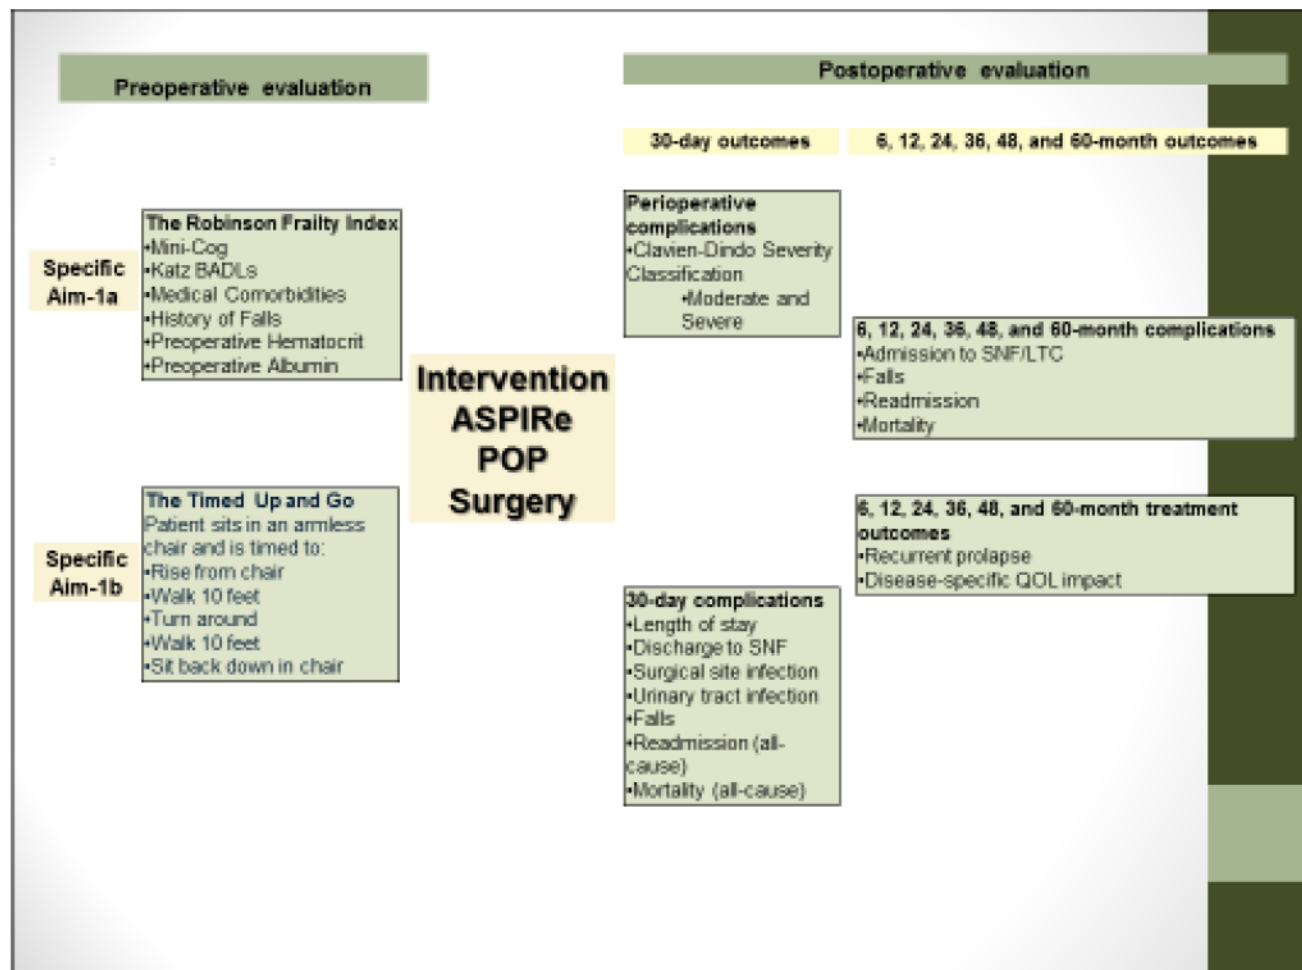 Preoperative evaluation
Postoperative evaluation
30-day outcomes
6, 12, 24, 36, 48, and 60-month outcomes
Specific
Aim-1a
The Robinson Frailty Index
•Mini-Cog
•Katz BADLs
•Medical Comorbidities
•History of Falls
•Preoperative Hematocrit
•Preoperative Albumin
Specific
Aim-1b
The Timed Up and Go
Patient sits in an armless
chair and is timed to:
•Rise from chair
•Walk 10 feet
•Turn around
•Walk 10 feet
•Sit back down in chair
Intervention
ASPIRe
POP
Surgery
Perioperative
complications
•Clavien-Dindo Severity
Classification
•Moderate and
Severe
30-day complications
•Length of stay
•Discharge to SNF
•Surgical site infection
•Urinary tract infection
•Falls
•Readmission (all-
cause)
•Mortality (all-cause)
6, 12, 24, 36, 48, and 60-month complications
•Admission to SNF/LTC
•Falls
•Readmission
•Mortality
6, 12, 24, 36, 48, and 60-month treatment
outcomes
•Recurrent prolapse
•Disease-specific QOL impact